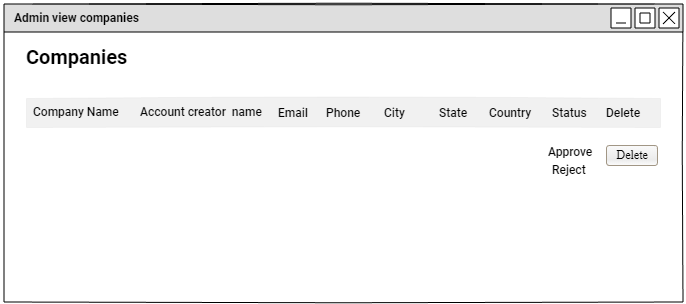 Admin view companies
Companies
Company Name Account creator name Email Phone City State Country Status Delete
Approve Delete
Reject